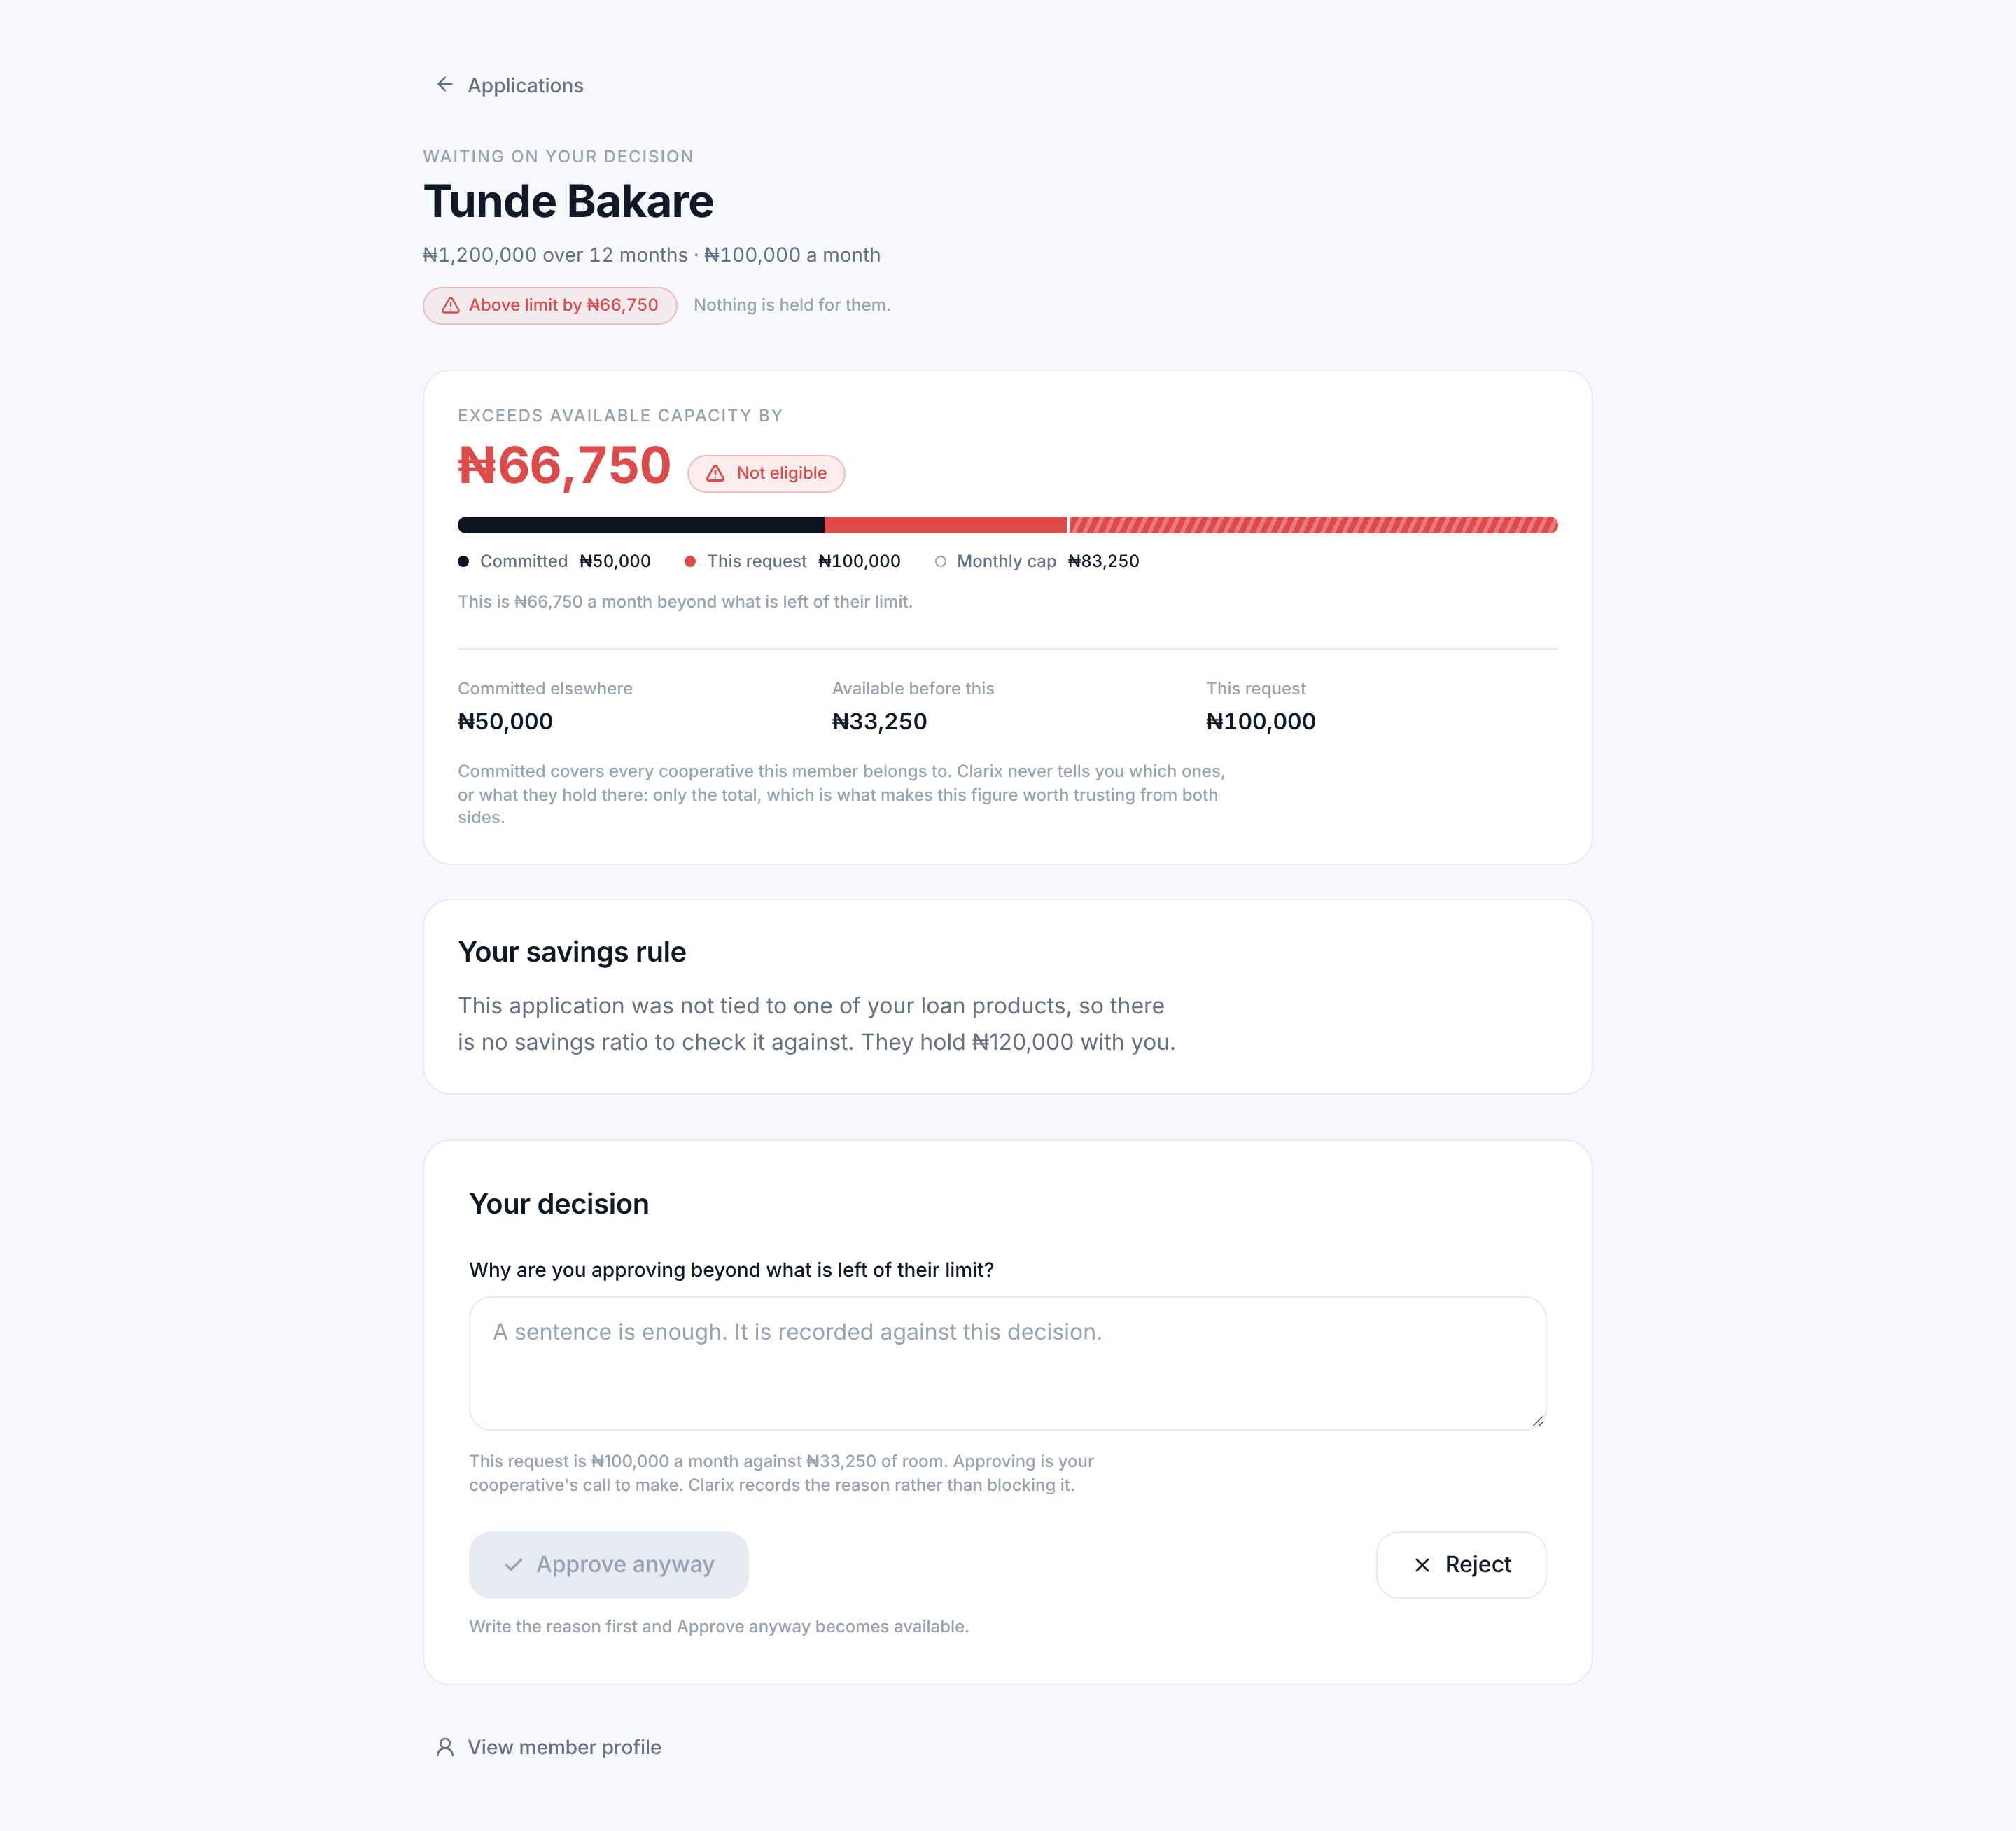 Applications
WAITING ON YOUR DECISION
Tunde Bakare
₦1,200,000 over 12 months · ₦100,000 a month
Above limit by ₦66,750 Nothing is held for them.
EXCEEDS AVAILABLE CAPACITY BY
₦66,750 Not eligible
Committed ₦50,000 This request ₦100,000 Monthly cap ₦83,250
This is ₦66,750 a month beyond what is left of their limit.
Committed elsewhere Available before this This request
₦50,000 ₦33,250 ₦100,000
Committed covers every cooperative this member belongs to. Clarix never tells you which ones,
or what they hold there: only the total, which is what makes this figure worth trusting from both
sides.
Your savings rule
This application was not tied to one of your loan products, so there
is no savings ratio to check it against. They hold ₦120,000 with you.
Your decision
Why are you approving beyond what is left of their limit?
A sentence is enough. It is recorded against this decision.
This request is ₦100,000 a month against ₦33,250 of room. Approving is your
cooperative's call to make. Clarix records the reason rather than blocking it.
Approve anyway Reject
Write the reason first and Approve anyway becomes available.
View member profile